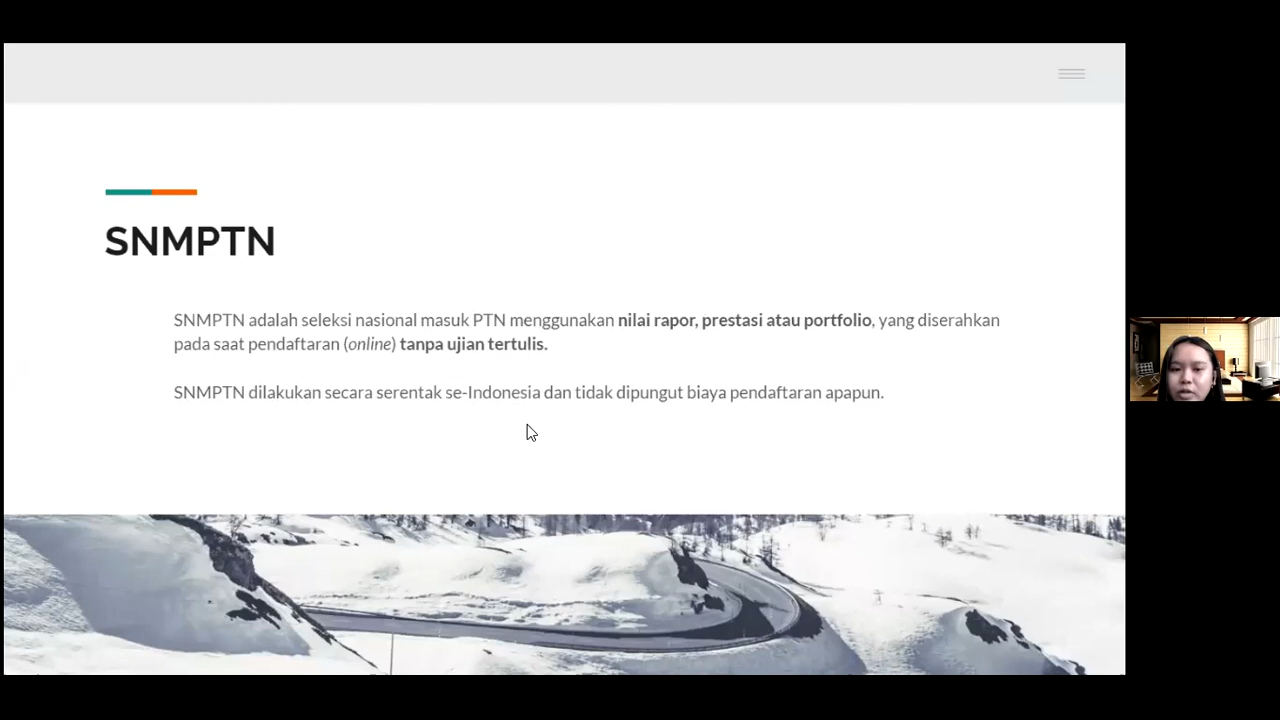 SNMPTN
SNMPTN adalah seleksi nasional masuk PTN menggunakan nilai rapor, prestasi atau portfolio, yang diserahkan
pada saat pendaftaran (online) tanpa ujian tertulis.
SNMPTN dilakukan secara serentak se-Indonesia dan tidak dipungut biaya pendaftaran apapun.